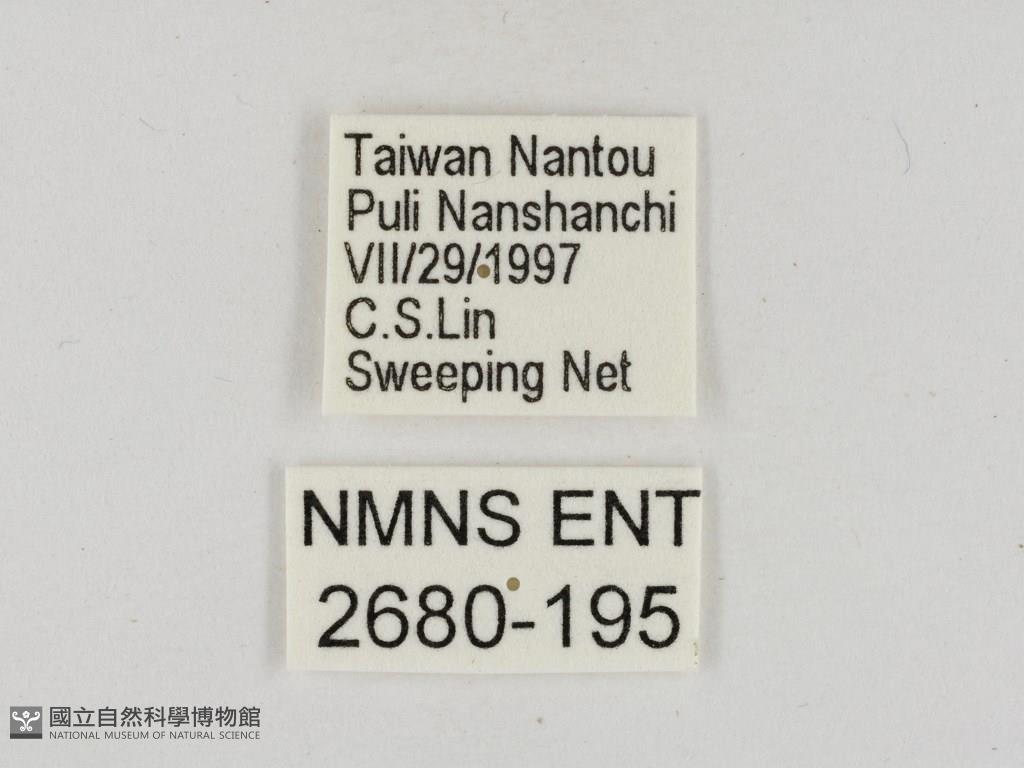 Taiwan Nantou
Puli Nanshanchi
VII/29/1997
C.S.Lin
Sweeping Net
NMNS ENT
2680-195
國立自然科學博物館
NATIONAL MUSEUM OF NATURAL SCIENCE